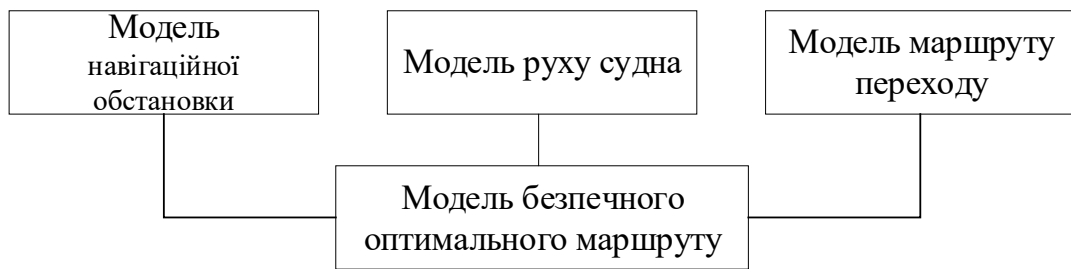 Модель
навігаційної
обстановки
Модель руху судна
Модель маршруту
переходу
Модель безпечного
оптимального маршруту